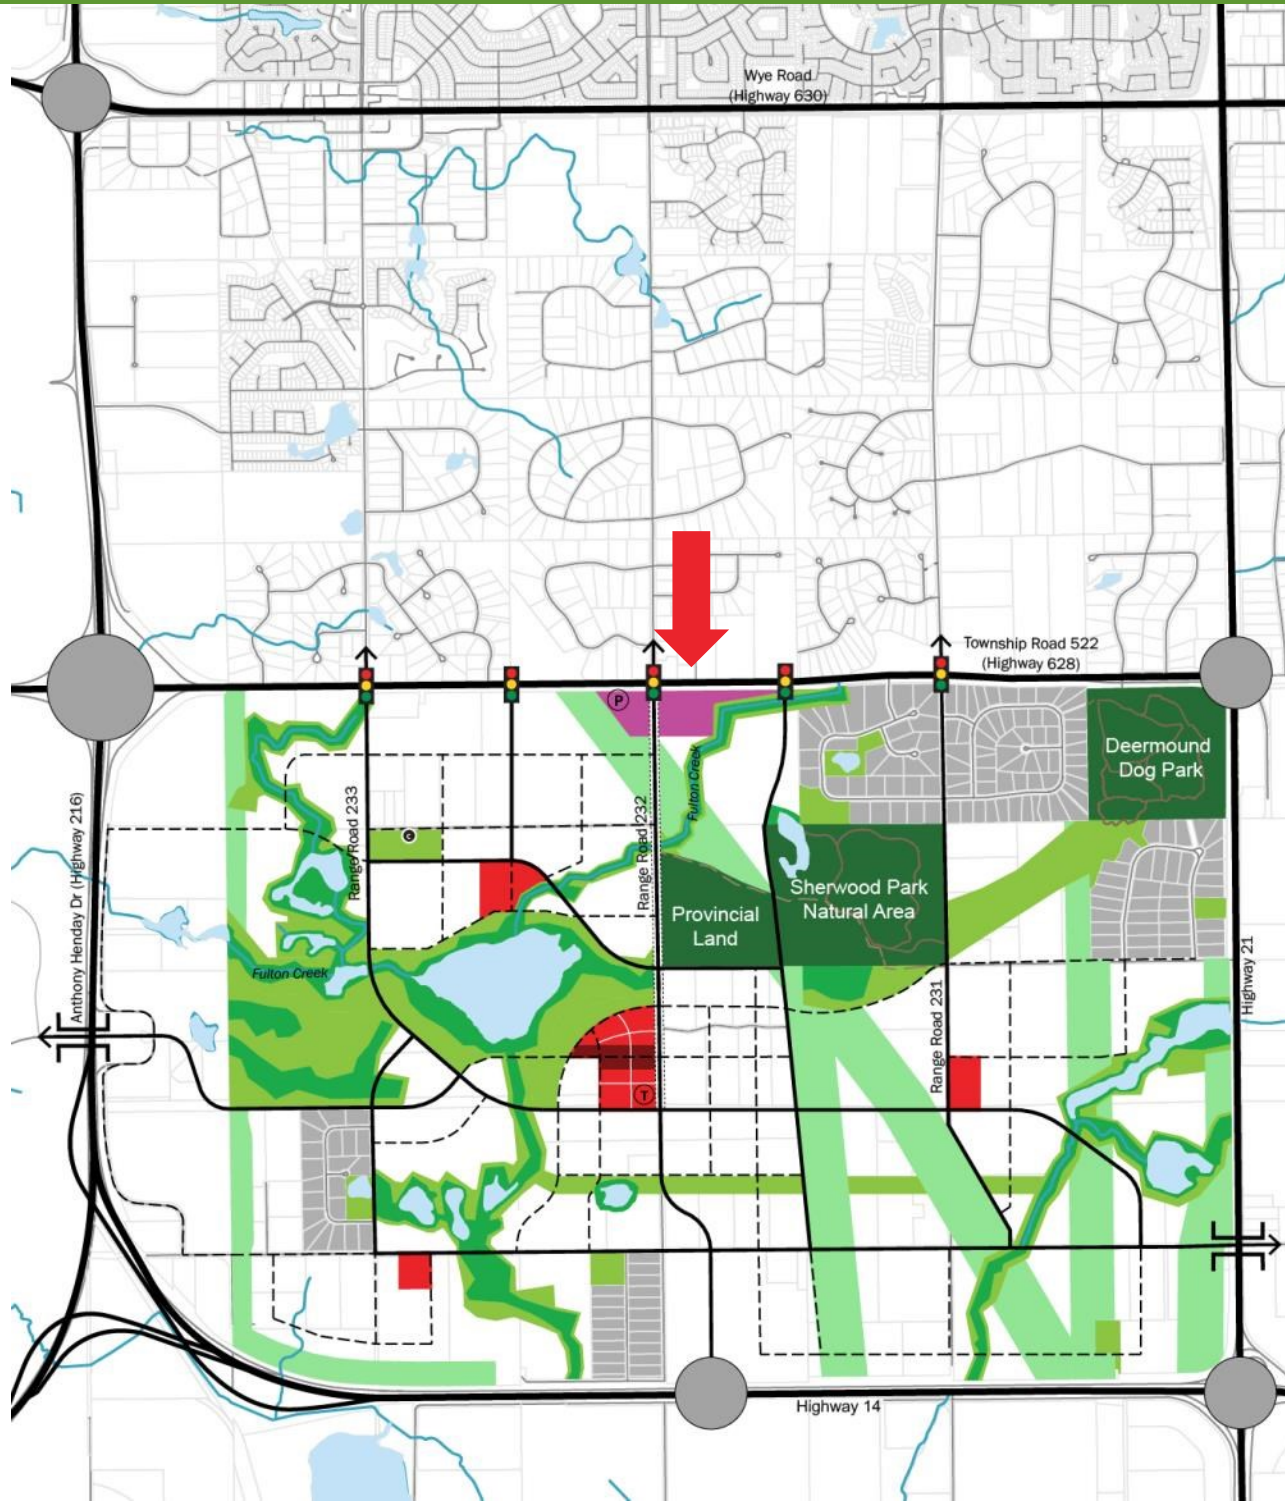 Wye Road
(Highway 630)
Township Road 522
(Highway 628)
P
Deermound
Dog Park
Fulton Creek
Range Road 233
Range Road 232
Anthony Henday Dr (Highway 216)
C
Sherwood Park
Natural Area
Provincial
Land
Fulton Creek
Highway 21
Range Road 231
T
Highway 14